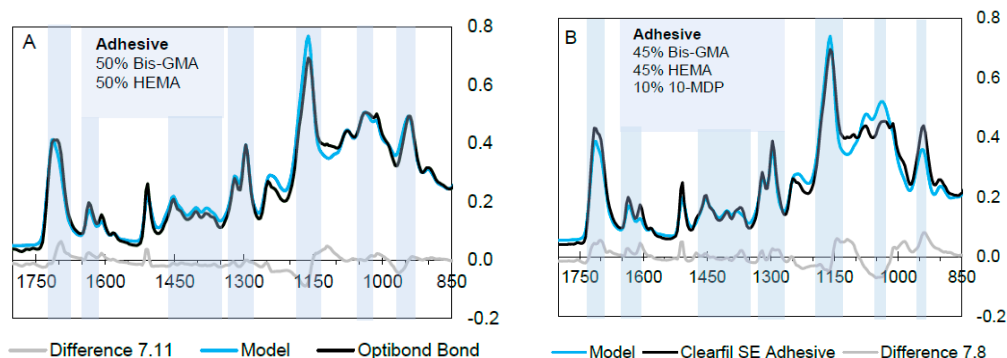 A
Adhesive
50% Bis-GMA
50% HEMA
0.8
0.6
0.4
0.2
0.0
-0.2
1750 1600 1450 1300 1150 1000 850
Difference 7.11 Model Optibond Bond
B
Adhesive
45% Bis-GMA
45% HEMA
10% 10-MDP
0.8
0.6
0.4
0.2
0.0
-0.2
1750 1600 1450 1300 1150 1000 850
Model Clearfil SE Adhesive Difference 7.8